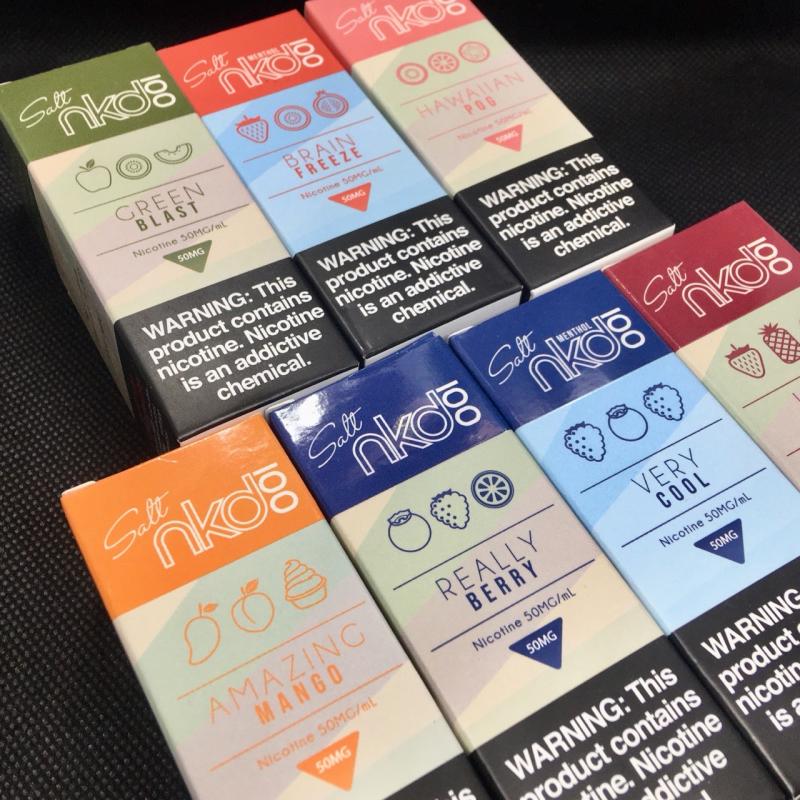 Salt nkd 100
GREEN
BLAST
Nicotine 50MG/mL
50MG
WARNING: This
product contains
nicotine. Nicotine
is an addictive
chemical.
Salt nkd 100
MENTHOL
BRAIN
FREEZE
Nicotine 50MG/mL
50MG
WARNING: This
product contains
nicotine. Nicotine
is an addictive
chemical.
Salt nkd 100
HAWAIIAN
POG
Nicotine 50MG/mL
50MG
WARNING: This
product contains
nicotine. Nicotine
is an addictive
chemical.
Salt nkd 100
AMAZING
MANGO
Nicotine 50MG/mL
50MG
Salt nkd 100
REALLY
BERRY
Nicotine 50MG/mL
50MG
WARNING: This
product contains
nicotine. Nicotine
Salt nkd 100
MENTHOL
VERY
COOL
Nicotine 50MG/mL
50MG
WARNING
product
is a
Salt nkd 100